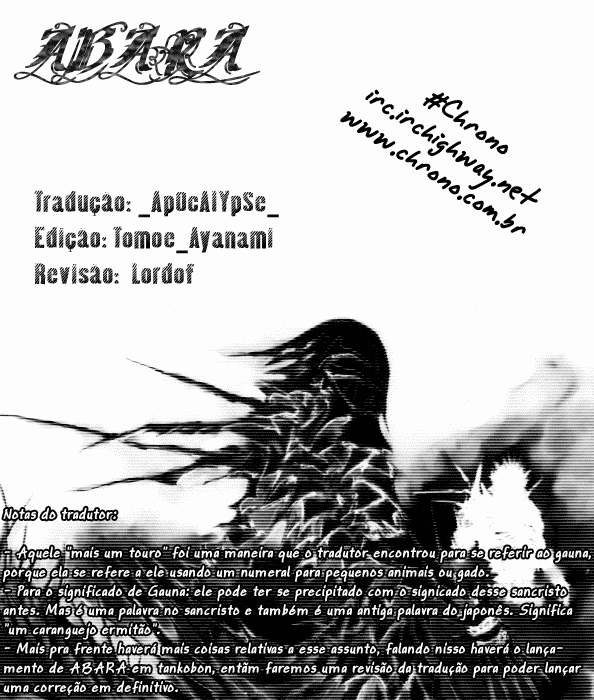 ABARA
#Chrono
irc.irchighway.net
www.chrono.com.br
Tradução: _Ap0cAlYpSe_
Edição: Tomoe_Ayanami
Revisão: Lordof
Notas do tradutor:
- Aquele "mais um touro" foi uma maneira que o tradutor encontrou para se referir ao gauna,
porque ela se refere a ele usando um numeral para pequenos animais ou gado.
- Para o significado de Gauna: ele pode ter se precipitado com o signicado desse sanscristo
antes. Mas é uma palavra no sancristo e também é uma antiga palavra do japonês. Significa
"um caranguejo ermitão".
- Mais pra frente haverá mais coisas relativas a esse assunto, falando nisso haverá o lança-
mento de ABARA em tankobon, entãm faremos uma revisão da tradução para poder lançar
uma correção em definitivo.